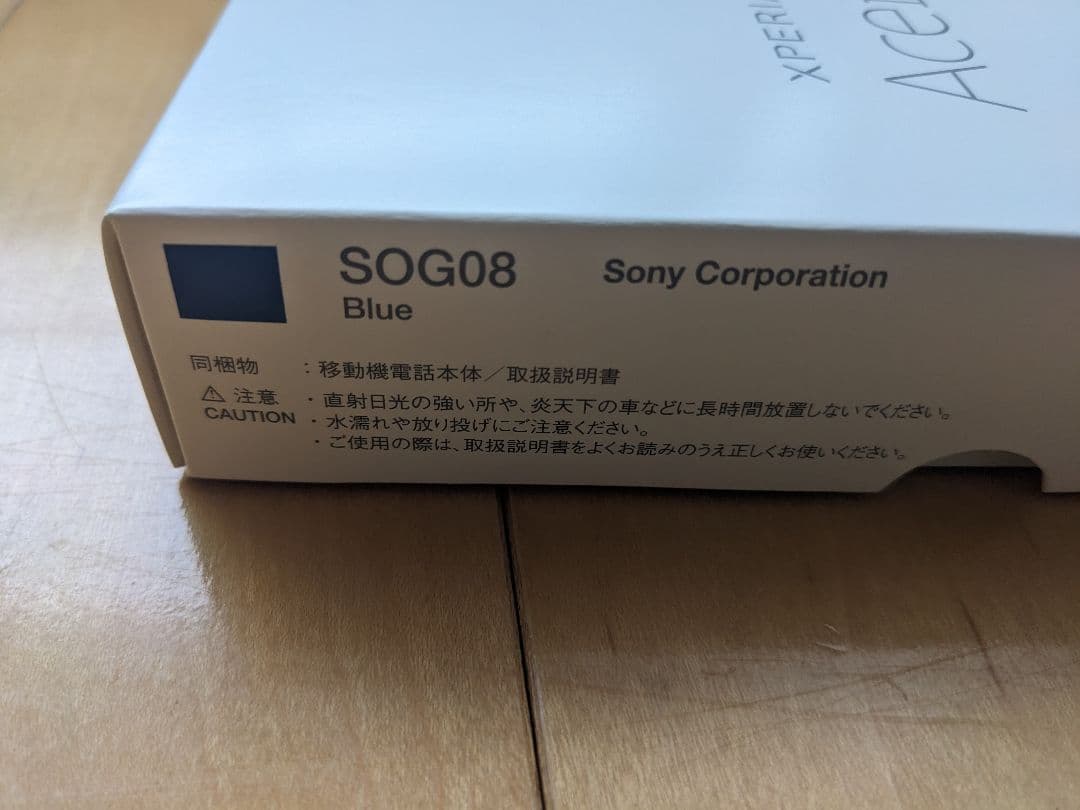 XPERI
Ace
SOG08
Sony Corporation
Blue
同梱物 ：移動機電話本体／取扱説明書
⚠ 注意 ・直射日光の強い所や、炎天下の車などに長時間放置しないでください。
CAUTION ・水濡れや放り投げにご注意ください。
・ご使用の際は、取扱説明書をよくお読みのうえ正しくお使いください。